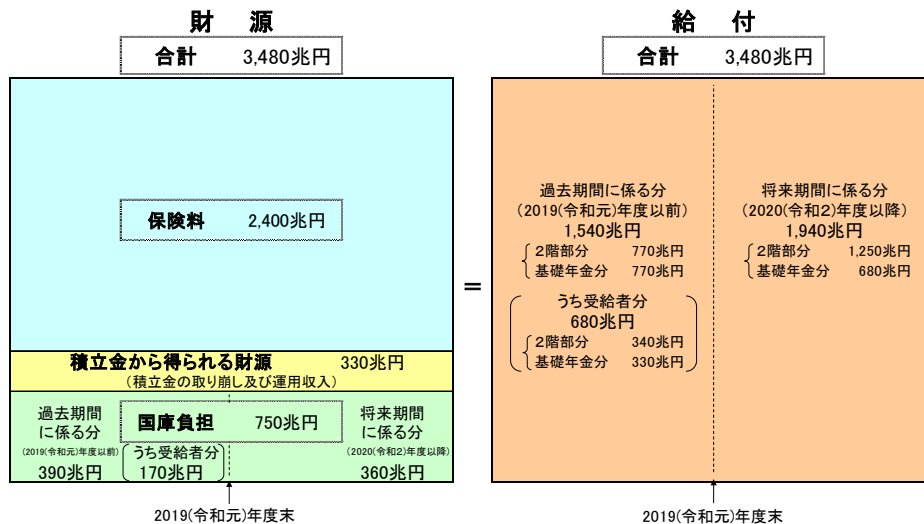 財　源
合計　3,480兆円
保険料　2,400兆円
積立金から得られる財源　330兆円
(積立金の取り崩し及び運用収入)
国庫負担　750兆円
過去期間
に係る分
(2019(令和元)年度以前)
390兆円
うち受給者分
170兆円
将来期間
に係る分
(2020(令和2)年度以降)
360兆円
2019(令和元)年度末
=
給　付
合計　3,480兆円
過去期間に係る分
(2019(令和元)年度以前)
1,540兆円
2階部分　770兆円
基礎年金分　770兆円
うち受給者分
680兆円
2階部分　340兆円
基礎年金分　330兆円
将来期間に係る分
(2020(令和2)年度以降)
1,940兆円
2階部分　1,250兆円
基礎年金分　680兆円
2019(令和元)年度末